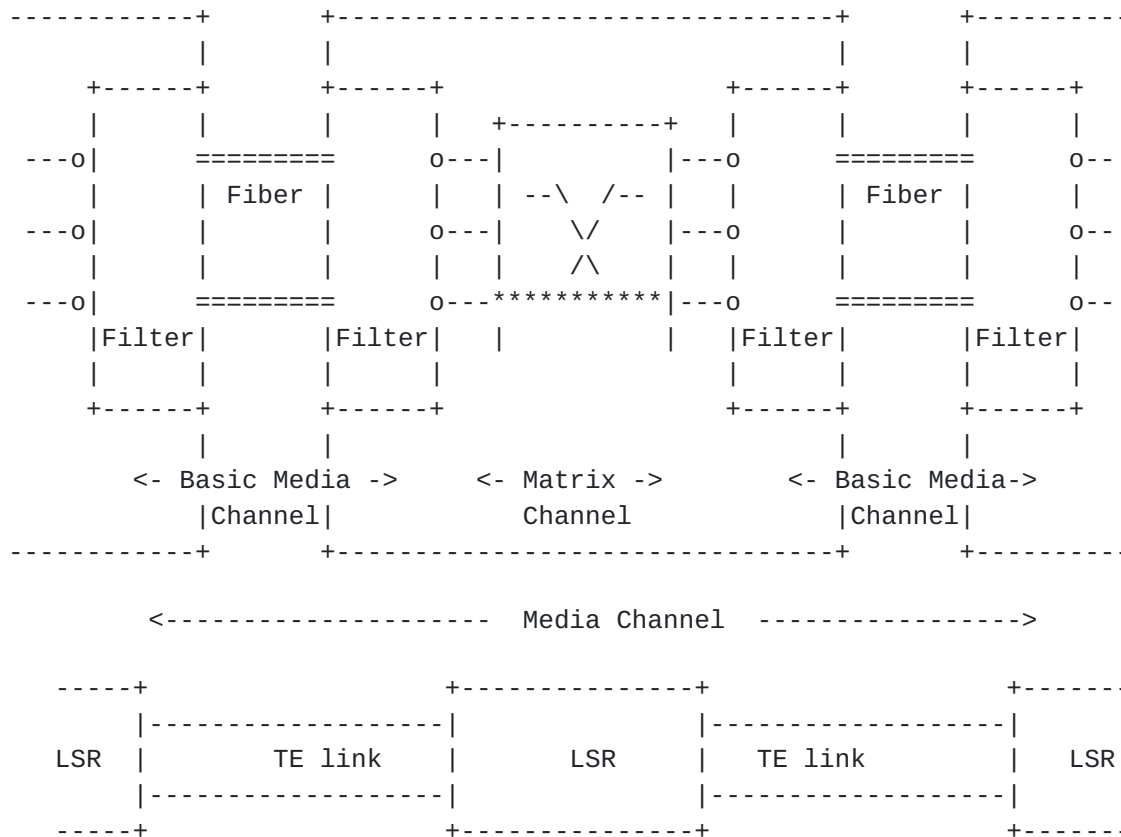 ------------+       +--------------------------------+       +----------
            |       |                                |       |
     +------+       +------+                  +------+       +------+
     |      |       |      |   +----------+   |      |       |      |
 ---o|      =========      o---|          |---o      =========      o--
     |      | Fiber |      |   | --\  /-- |   |      | Fiber |      |
 ---o|      |       |      o---|    \/    |---o      |       |      o--
     |      |       |      |   |    /\    |   |      |       |      |
 ---o|      =========      o---***********|---o      =========      o--
     |Filter|       |Filter|   |          |   |Filter|       |Filter|
     |      |       |      |                  |      |       |      |
     +------+       +------+                  +------+       +------+
            |       |                                |       |
        <- Basic Media ->     <- Matrix ->        <- Basic Media->
            |Channel|            Channel             |Channel|
------------+       +--------------------------------+       +----------
         <---------------------  Media Channel  ----------------->
   -----+                   +---------------+                   +-------
        |-------------------|               |-------------------|
   LSR  |        TE link    |       LSR     |   TE link         |   LSR
        |-------------------|               |-------------------|
   -----+                   +---------------+                   +-------